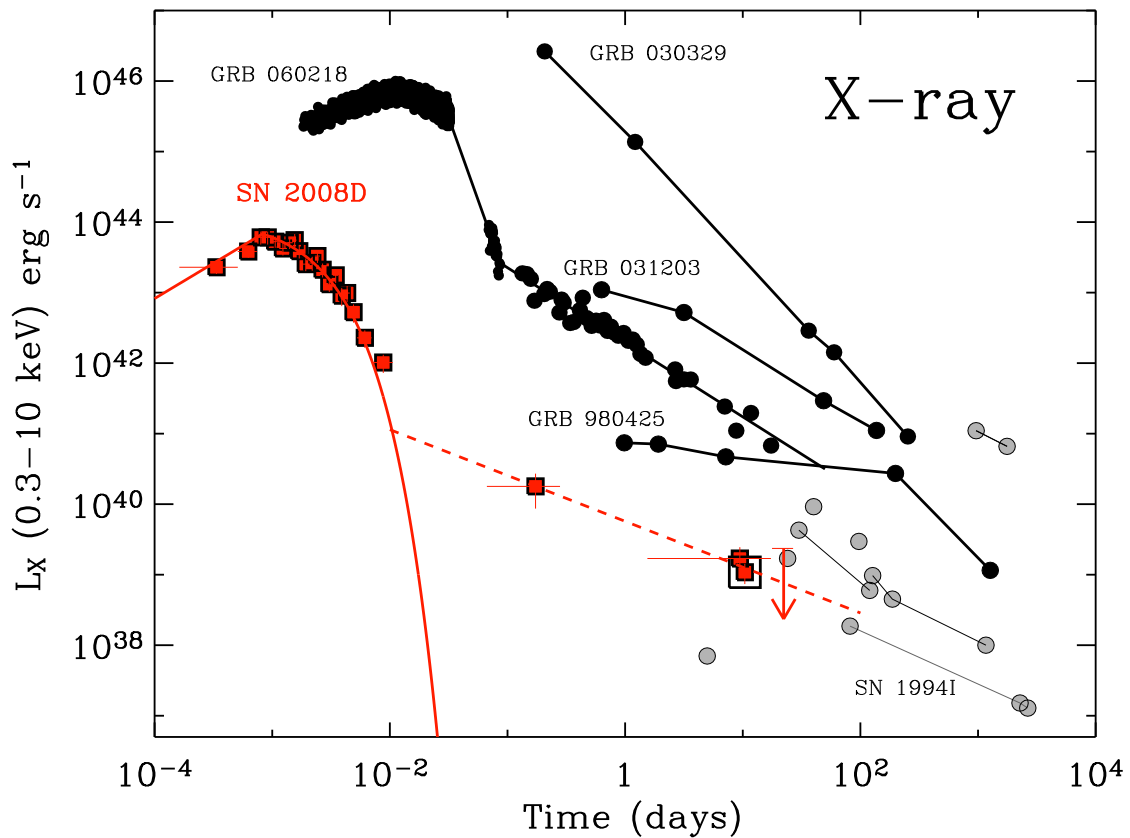 GRB 030329
GRB 060218
X-ray
SN 2008D
GRB 031203
GRB 980425
SN 1994I
L_X (0.3-10 keV) erg s^-1
10^46
10^44
10^42
10^40
10^38
10^-4 10^-2 1 10^2 10^4
Time (days)